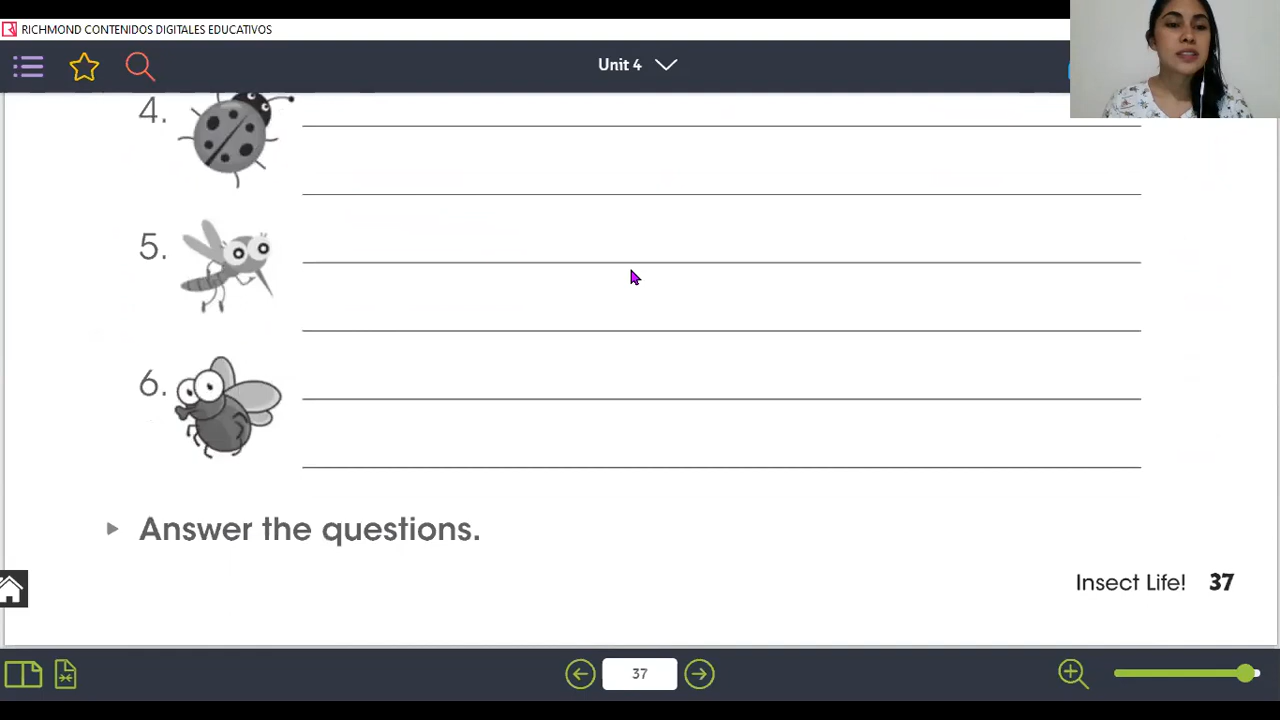 RICHMOND CONTENIDOS DIGITALES EDUCATIVOS
Unit 4
4.
5.
6.
Answer the questions.
Insect Life! 37
37